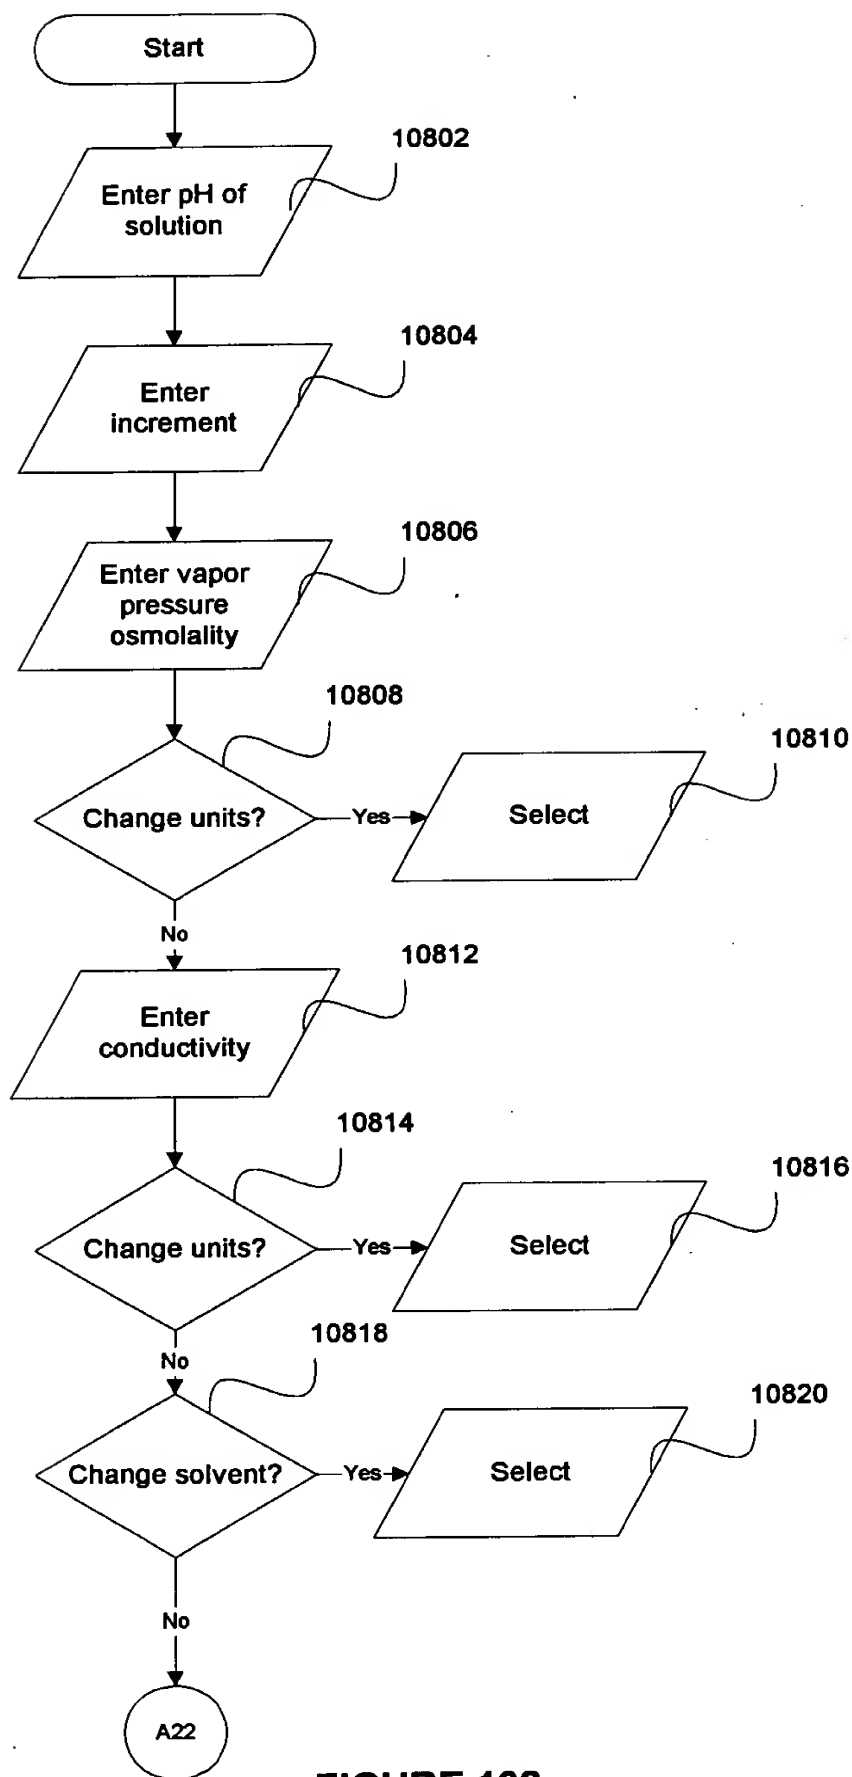 Start
10802
Enter pH of
solution
10804
Enter
increment
10806
Enter vapor
pressure
osmolality
10808
10810
Change units?
Yes
Select
No
10812
Enter
conductivity
10814
10816
Change units?
Yes
Select
10818
No
10820
Change solvent?
Yes
Select
No
A22